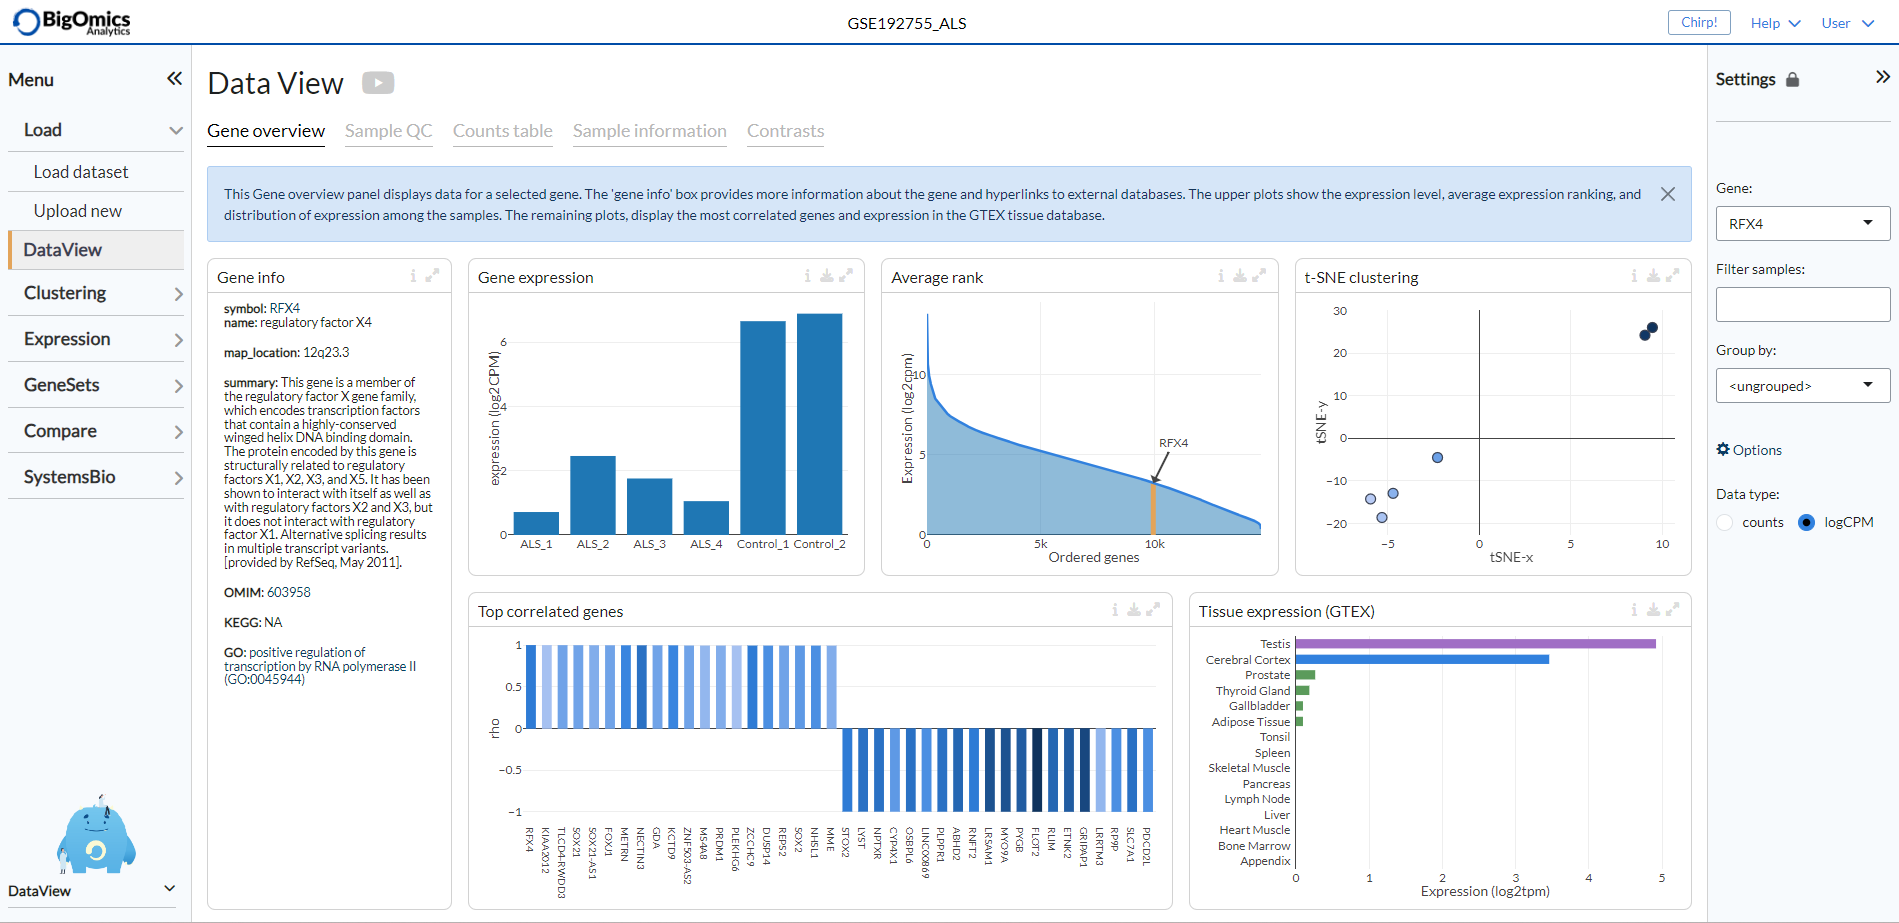 BigOmics
Analytics
GSE192755_ALS
Chirp!
Help
User
Menu
Load
Load dataset
Upload new
DataView
Clustering
Expression
GeneSets
Compare
SystemsBio
DataView
Data View
Gene overview
Sample QC
Counts table
Sample information
Contrasts
This Gene overview panel displays data for a selected gene. The 'gene info' box provides more information about the gene and hyperlinks to external databases. The upper plots show the expression level, average expression ranking, and
distribution of expression among the samples. The remaining plots, display the most correlated genes and expression in the GTEX tissue database.
Gene info
symbol: RFX4
name: regulatory factor X4
map_location: 12q23.3
summary: This gene is a member of
the regulatory factor X gene family,
which encodes transcription factors
that contain a highly-conserved
winged helix DNA binding domain.
The protein encoded by this gene is
structurally related to regulatory
factors X1, X2, X3, and X5. It has been
shown to interact with itself as well as
with regulatory factors X2 and X3, but
it does not interact with regulatory
factor X1. Alternative splicing results
in multiple transcript variants.
[provided by RefSeq, May 2011].
OMIM: 603958
KEGG: NA
GO: positive regulation of
transcription by RNA polymerase II
(GO:0045944)
Gene expression
expression (log2CPM)
6
4
2
0
ALS_1
ALS_2
ALS_3
ALS_4
Control_1
Control_2
Average rank
Expression (log2cpm)
10
5
0
RFX4
0
5k
10k
Ordered genes
t-SNE clustering
tSNE-y
30
20
10
0
−10
−20
−5
0
5
10
tSNE-x
Top correlated genes
rho
1
0.5
0
−0.5
−1
RFX4
KIAA2012
TLCD4-RWDD3
SOX21
SOX21-AS1
FOXJ1
METRN
NECTIN3
GDA
KCTD9
ZNF503-AS2
MS4A8
PRDM1
PLEKHG6
ZCCHC9
DUSP14
REPS2
SOX2
NHSL1
MME
STOX2
LYST
NPTXR
CYP4X1
OSBPL6
LINC00869
PLPPR1
ABHD2
RNFT2
LRSAM1
MYO9A
PYGB
FLOT2
RLIM
ETNK2
GRIPAP1
LRRTM3
RP9P
SLC7A1
PDCD2L
Tissue expression (GTEX)
Testis
Cerebral Cortex
Prostate
Thyroid Gland
Gallbladder
Adipose Tissue
Tonsil
Spleen
Skeletal Muscle
Pancreas
Lymph Node
Liver
Heart Muscle
Bone Marrow
Appendix
0
1
2
3
4
5
Expression (log2tpm)
Settings
Gene:
RFX4
Filter samples:
Group by:
<ungrouped>
Options
Data type:
counts
logCPM